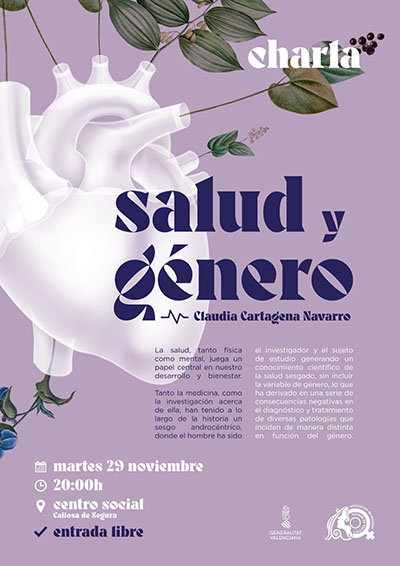 charla
salud y
género
Claudia Cartagena Navarro
La salud, tanto física
como mental, juega un
papel central en nuestro
desarrollo y bienestar.
Tanto la medicina, como
la investigación acerca
de ella, han tenido a lo
largo de la historia un
sesgo androcéntrico,
donde el hombre ha sido
el investigador y el sujeto
de estudio generando un
conocimiento científico de
la salud sesgado, sin incluir
la variable de género, lo que
ha derivado en una serie de
consecuencias negativas en
el diagnóstico y tratamiento
de diversas patologías que
inciden de manera distinta
en función del género.
martes 29 noviembre
20:00h
centro social
Callosa de Segura
entrada libre
GENERALITAT
VALENCIANA